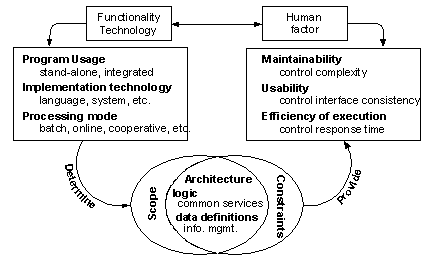 Functionality
Technology
Human
factor
Program Usage
stand-alone, integrated
Implementation technology
language, system, etc.
Processing mode
batch, online, cooperative, etc.
Maintainability
control complexity
Usability
control interface consistency
Efficiency of execution
control response time
Determine
Scope
Architecture
logic
common services
data definitions
info. mgmt.
Constraints
Provide